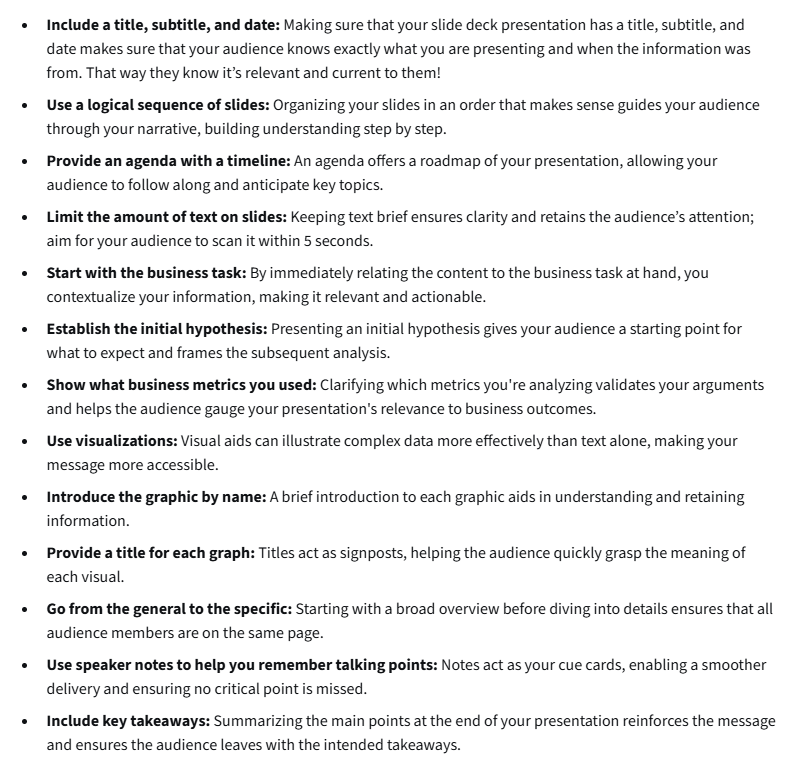 • Include a title, subtitle, and date: Making sure that your slide deck presentation has a title, subtitle, and
date makes sure that your audience knows exactly what you are presenting and when the information was
from. That way they know it’s relevant and current to them!
• Use a logical sequence of slides: Organizing your slides in an order that makes sense guides your audience
through your narrative, building understanding step by step.
• Provide an agenda with a timeline: An agenda offers a roadmap of your presentation, allowing your
audience to follow along and anticipate key topics.
• Limit the amount of text on slides: Keeping text brief ensures clarity and retains the audience’s attention;
aim for your audience to scan it within 5 seconds.
• Start with the business task: By immediately relating the content to the business task at hand, you
contextualize your information, making it relevant and actionable.
• Establish the initial hypothesis: Presenting an initial hypothesis gives your audience a starting point for
what to expect and frames the subsequent analysis.
• Show what business metrics you used: Clarifying which metrics you're analyzing validates your arguments
and helps the audience gauge your presentation's relevance to business outcomes.
• Use visualizations: Visual aids can illustrate complex data more effectively than text alone, making your
message more accessible.
• Introduce the graphic by name: A brief introduction to each graphic aids in understanding and retaining
information.
• Provide a title for each graph: Titles act as signposts, helping the audience quickly grasp the meaning of
each visual.
• Go from the general to the specific: Starting with a broad overview before diving into details ensures that all
audience members are on the same page.
• Use speaker notes to help you remember talking points: Notes act as your cue cards, enabling a smoother
delivery and ensuring no critical point is missed.
• Include key takeaways: Summarizing the main points at the end of your presentation reinforces the message
and ensures the audience leaves with the intended takeaways.